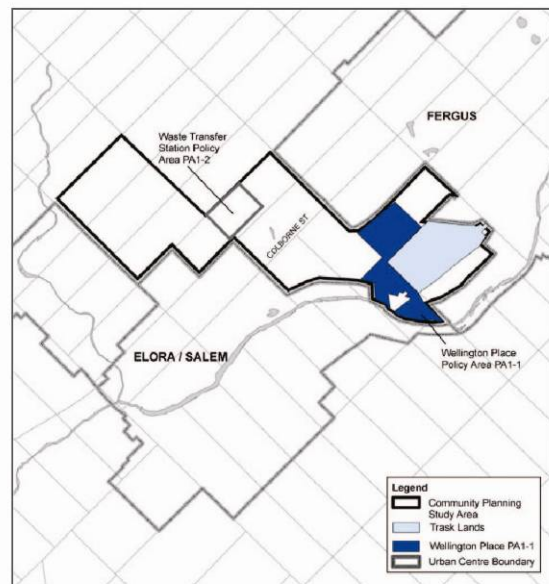 FERGUS
Waste Transfer
Station Policy
Area PA1-2
COLBORNE ST
ELORA / SALEM
Wellington Place
Policy Area PA1-1
Legend
Community Planning
Study Area
Trask Lands
Wellington Place PA1-1
Urban Centre Boundary